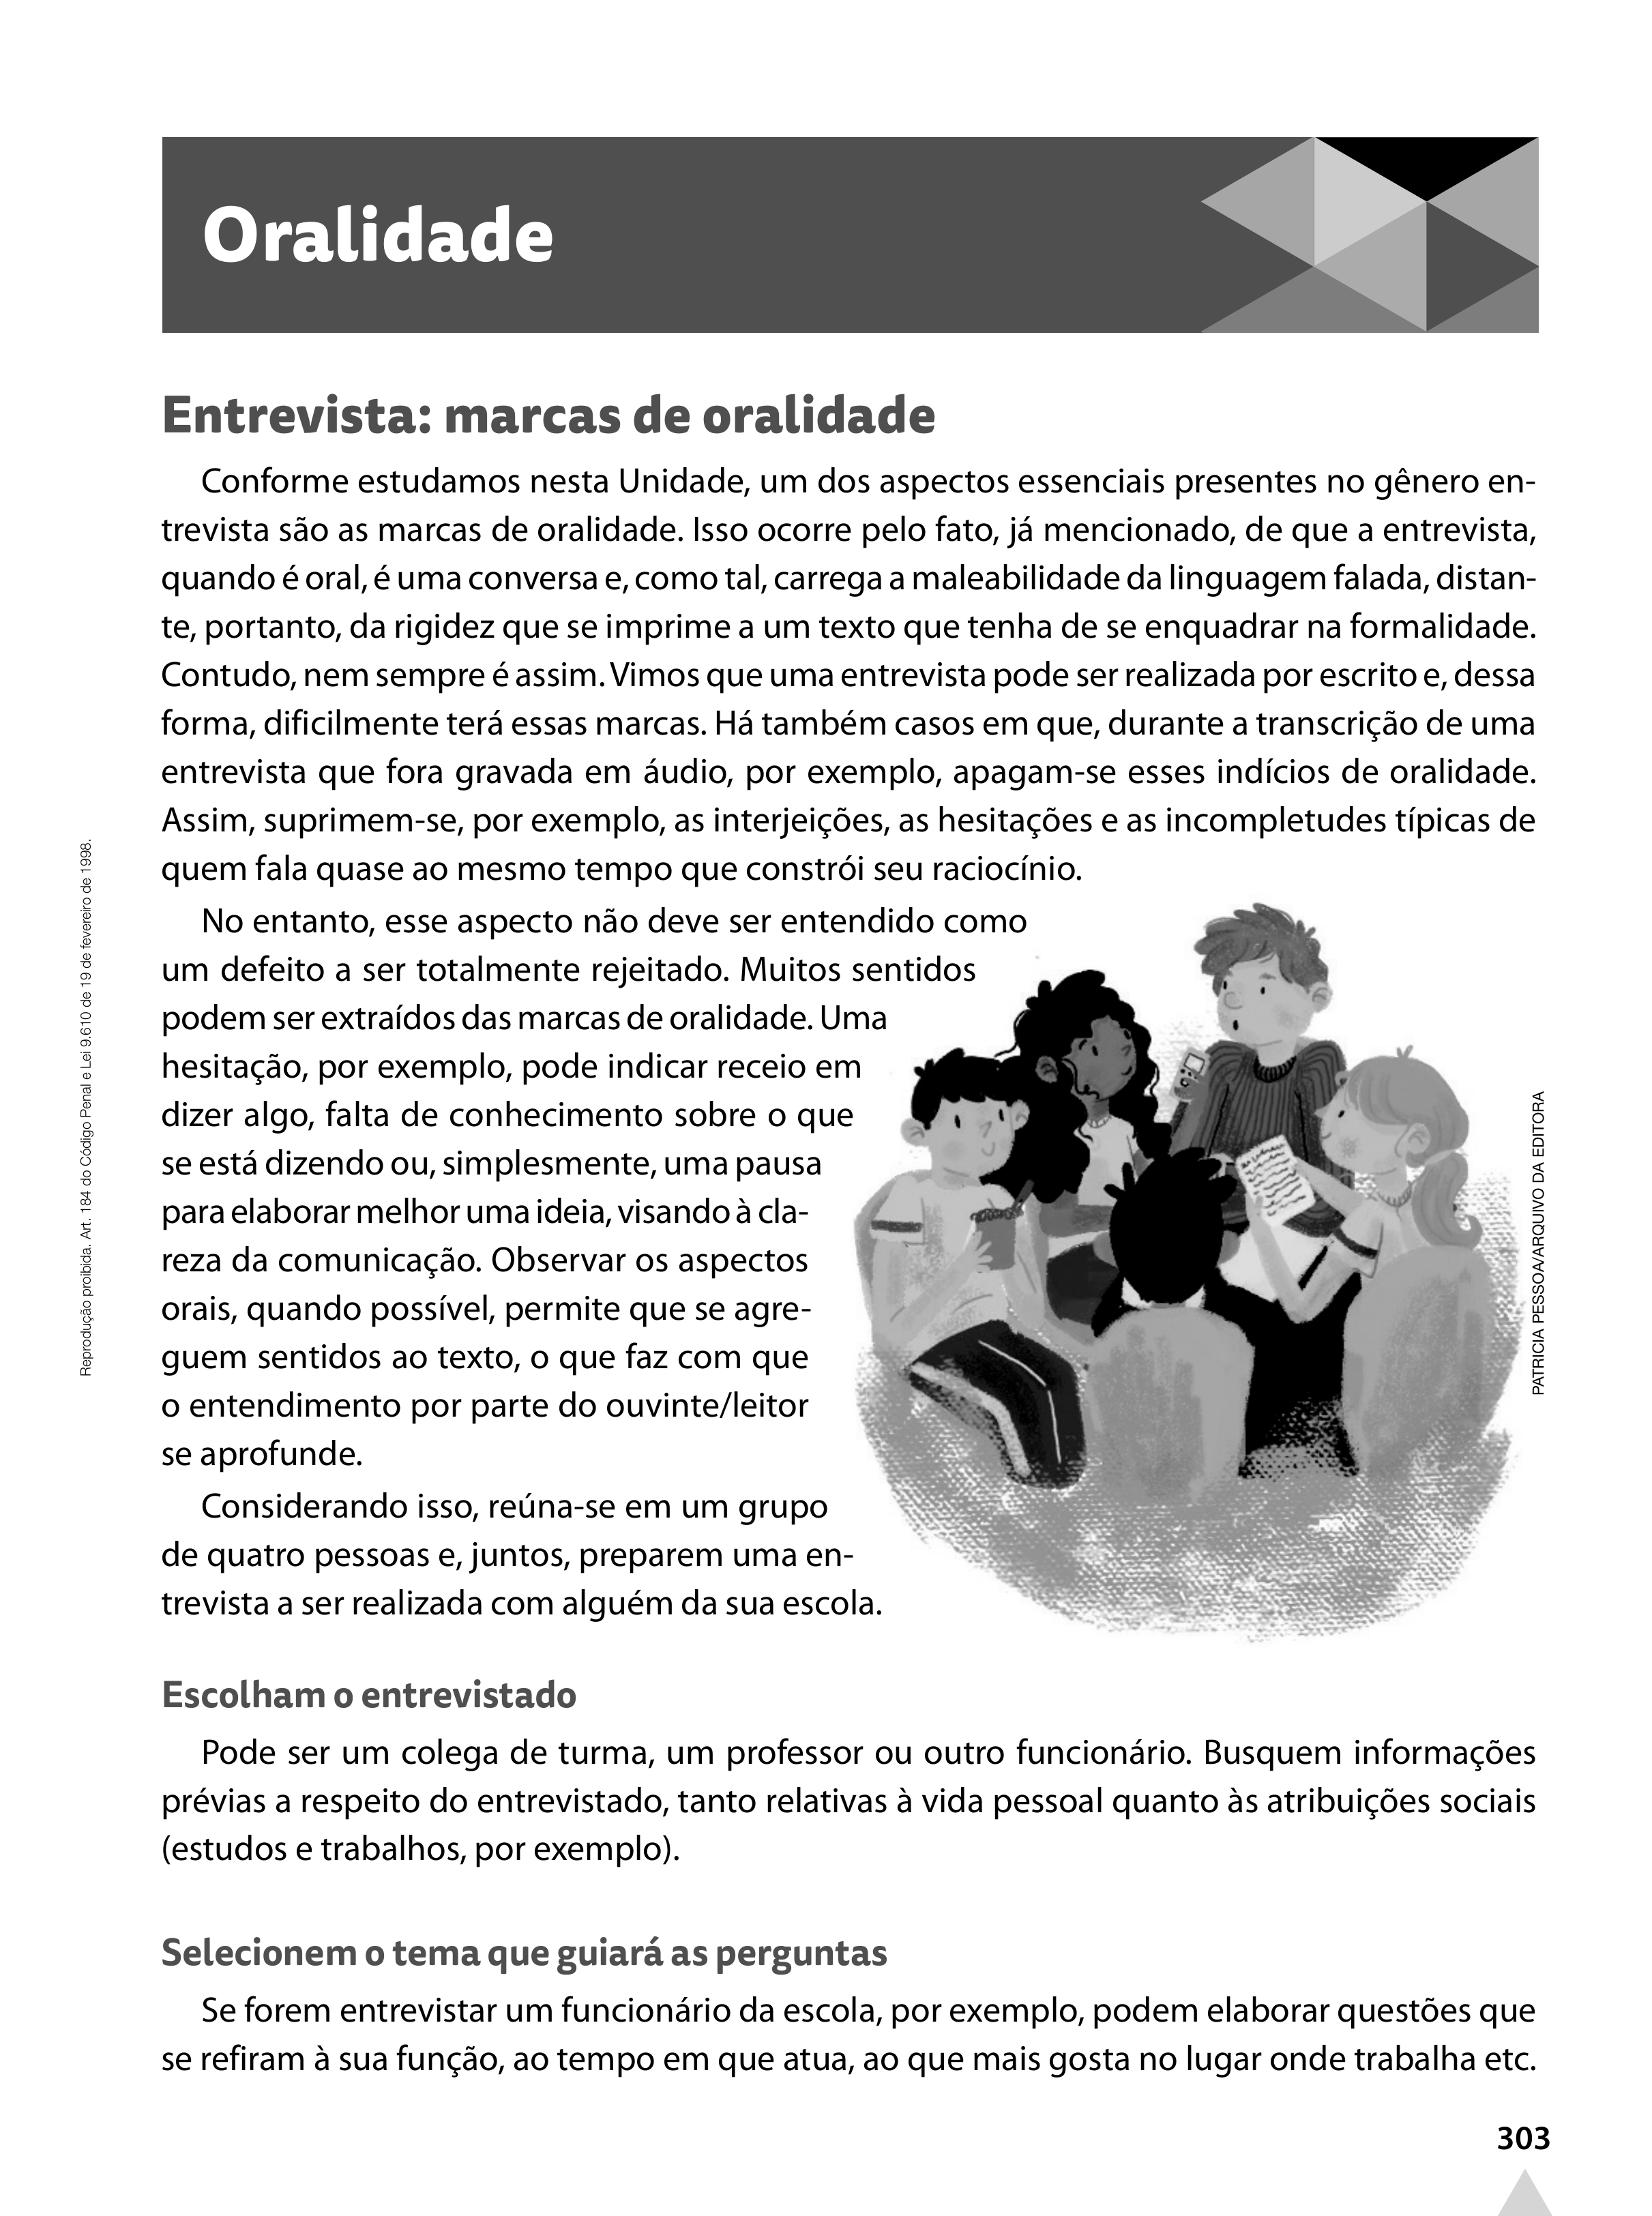 Oralidade
Entrevista: marcas de oralidade
Conforme estudamos nesta Unidade, um dos aspectos essenciais presentes no gênero en-
trevista são as marcas de oralidade. Isso ocorre pelo fato, já mencionado, de que a entrevista,
quando é oral, é uma conversa e, como tal, carrega a maleabilidade da linguagem falada, distan-
te, portanto, da rigidez que se imprime a um texto que tenha de se enquadrar na formalidade.
Contudo, nem sempre é assim. Vimos que uma entrevista pode ser realizada por escrito e, dessa
forma, dificilmente terá essas marcas. Há também casos em que, durante a transcrição de uma
entrevista que fora gravada em áudio, por exemplo, apagam-se esses indícios de oralidade.
Assim, suprimem-se, por exemplo, as interjeições, as hesitações e as incompletudes típicas de
quem fala quase ao mesmo tempo que constrói seu raciocínio.
No entanto, esse aspecto não deve ser entendido como
um defeito a ser totalmente rejeitado. Muitos sentidos
podem ser extraídos das marcas de oralidade. Uma
hesitação, por exemplo, pode indicar receio em
dizer algo, falta de conhecimento sobre o que
se está dizendo ou, simplesmente, uma pausa
para elaborar melhor uma ideia, visando à cla-
reza da comunicação. Observar os aspectos
orais, quando possível, permite que se agre-
guem sentidos ao texto, o que faz com que
o entendimento por parte do ouvinte/leitor
se aprofunde.
Considerando isso, reúna-se em um grupo
de quatro pessoas e, juntos, preparem uma en-
trevista a ser realizada com alguém da sua escola.
Escolham o entrevistado
Pode ser um colega de turma, um professor ou outro funcionário. Busquem informações
prévias a respeito do entrevistado, tanto relativas à vida pessoal quanto às atribuições sociais
(estudos e trabalhos, por exemplo).
Selecionem o tema que guiará as perguntas
Se forem entrevistar um funcionário da escola, por exemplo, podem elaborar questões que
se refiram à sua função, ao tempo em que atua, ao que mais gosta no lugar onde trabalha etc.
Reprodução proibida. Art. 184 do Código Penal e Lei 9.610 de 19 de fevereiro de 1998.
PATRICIA PESSOA/ARQUIVO DA EDITORA
303